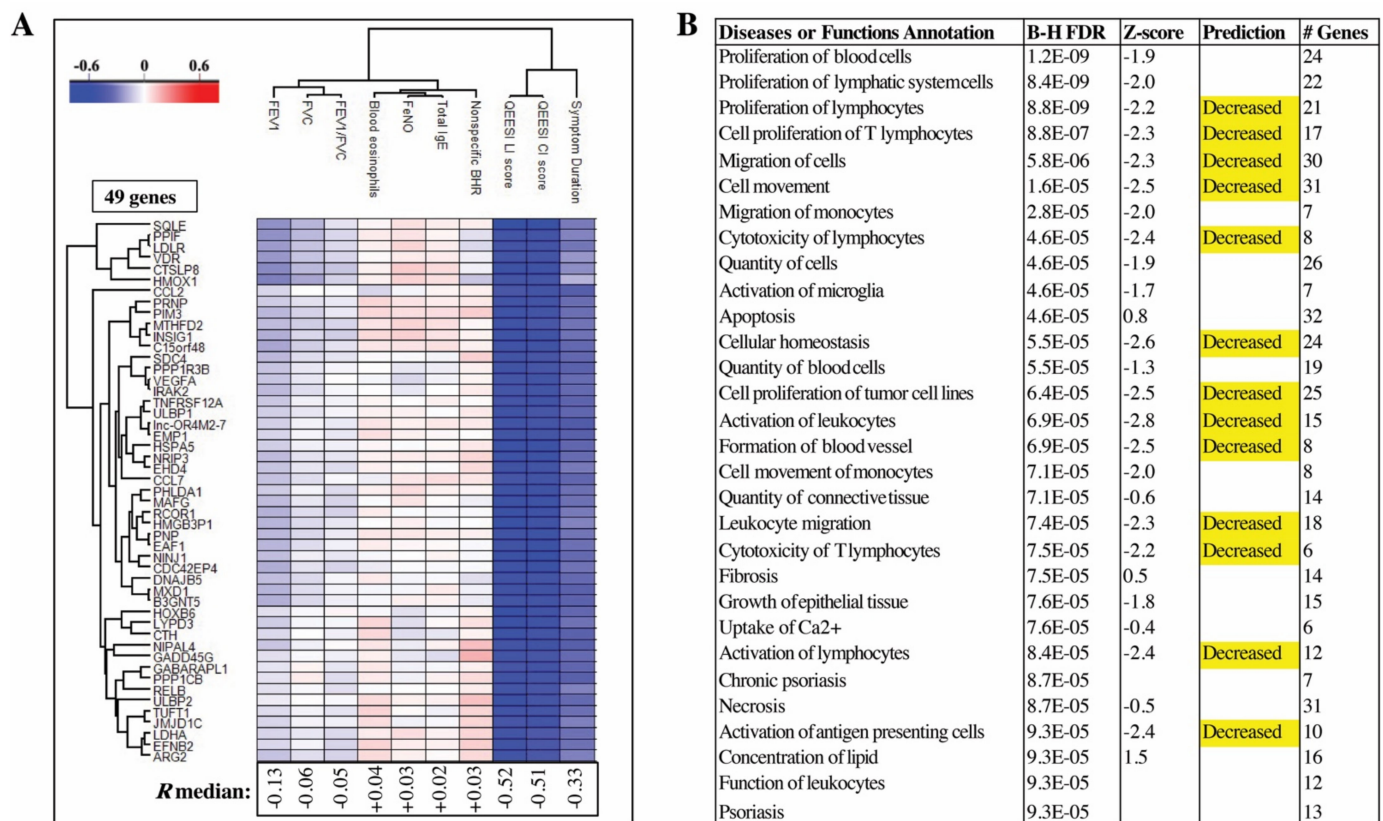 A
-0.6 0 0.6
FEV1
FVC
FEV1/FVC
Blood eosinophils
FeNO
Total IgE
Nonspecific BHR
QEESI LI score
QEESI CI score
Symptom Duration
49 genes
SQLE
PPIF
LDLR
VDR
CTSLP8
HMOX1
CCL2
PRNP
PIM3
MTHFD2
INSIG1
C15orf48
SDC4
PPP1R3B
VEGFA
IRAK2
TNFRSF12A
ULBP1
lnc-OR4M2-7
EMP1
HSPA5
NRIP3
EHD4
CCL7
PHLDA1
MAFG
RCOR1
HMGB3P1
PNP
EAF1
NINJ1
CDC42EP4
DNAJB5
MXD1
B3GNT5
HOXB6
LYPD3
CTH
NIPAL4
GADD45G
GABARAPL1
PPP1CB
RELB
ULBP2
TUFT1
JMJD1C
LDHA
EFNB2
ARG2
R median: -0.13 -0.06 -0.05 +0.04 +0.03 +0.02 +0.03 -0.52 -0.51 -0.33
B
Diseases or Functions Annotation B-H FDR Z-score Prediction # Genes
Proliferation of blood cells 1.2E-09 -1.9 24
Proliferation of lymphatic system cells 8.4E-09 -2.0 22
Proliferation of lymphocytes 8.8E-09 -2.2 Decreased 21
Cell proliferation of T lymphocytes 8.8E-07 -2.3 Decreased 17
Migration of cells 5.8E-06 -2.3 Decreased 30
Cell movement 1.6E-05 -2.5 Decreased 31
Migration of monocytes 2.8E-05 -2.0 7
Cytotoxicity of lymphocytes 4.6E-05 -2.4 Decreased 8
Quantity of cells 4.6E-05 -1.9 26
Activation of microglia 4.6E-05 -1.7 7
Apoptosis 4.6E-05 0.8 32
Cellular homeostasis 5.5E-05 -2.6 Decreased 24
Quantity of blood cells 5.5E-05 -1.3 19
Cell proliferation of tumor cell lines 6.4E-05 -2.5 Decreased 25
Activation of leukocytes 6.9E-05 -2.8 Decreased 15
Formation of blood vessel 6.9E-05 -2.5 Decreased 8
Cell movement of monocytes 7.1E-05 -2.0 8
Quantity of connective tissue 7.1E-05 -0.6 14
Leukocyte migration 7.4E-05 -2.3 Decreased 18
Cytotoxicity of T lymphocytes 7.5E-05 -2.2 Decreased 6
Fibrosis 7.5E-05 0.5 14
Growth of epithelial tissue 7.6E-05 -1.8 15
Uptake of Ca2+ 7.6E-05 -0.4 6
Activation of lymphocytes 8.4E-05 -2.4 Decreased 12
Chronic psoriasis 8.7E-05 7
Necrosis 8.7E-05 -0.5 31
Activation of antigen presenting cells 9.3E-05 -2.4 Decreased 10
Concentration of lipid 9.3E-05 1.5 16
Function of leukocytes 9.3E-05 12
Psoriasis 9.3E-05 13